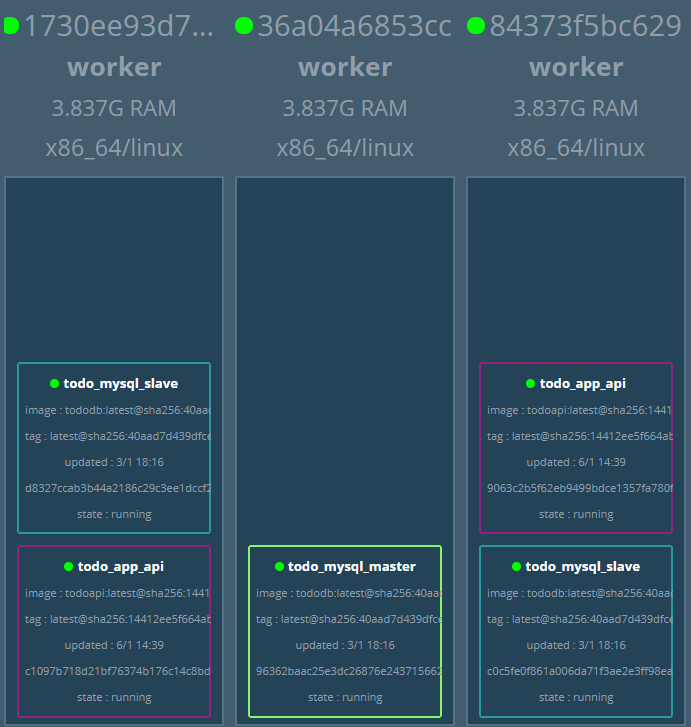 1730ee93d7...
worker
3.837G RAM
x86_64/linux
todo_mysql_slave
image : tododb:latest@sha256:40aad
tag : latest@sha256:40aad7d439dfce
updated : 3/1 18:16
d8327ccab3b44a2186c29c3ee1dccf2
state : running
todo_app_api
image : todoapi:latest@sha256:1441
tag : latest@sha256:14412ee5f664ab
updated : 6/1 14:39
c1097b718d21bf76374b176c14c8bd
state : running
36a04a6853cc
worker
3.837G RAM
x86_64/linux
todo_mysql_master
image : tododb:latest@sha256:40aad
tag : latest@sha256:40aad7d439dfce
updated : 3/1 18:16
96362baac25e3dc26876e243715662
state : running
84373f5bc629
worker
3.837G RAM
x86_64/linux
todo_app_api
image : todoapi:latest@sha256:1441
tag : latest@sha256:14412ee5f664ab
updated : 6/1 14:39
9063c2b5f62eb9499bdce1357fa780f
state : running
todo_mysql_slave
image : tododb:latest@sha256:40aad
tag : latest@sha256:40aad7d439dfce
updated : 3/1 18:16
c0c5fe0f861a006da71f3ae2e3ff98ea
state : running